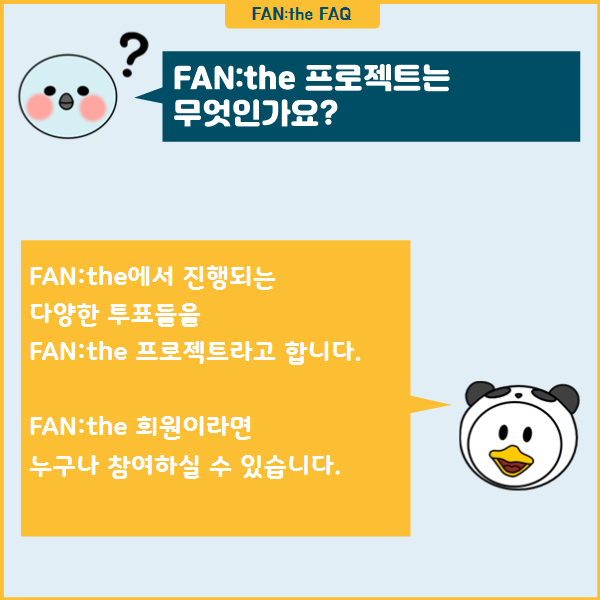 FAN:the FAQ
?
FAN:the 프로젝트는
무엇인가요?
FAN:the에서 진행되는
다양한 투표들을
FAN:the 프로젝트라고 합니다.
FAN:the 회원이라면
누구나 참여하실 수 있습니다.